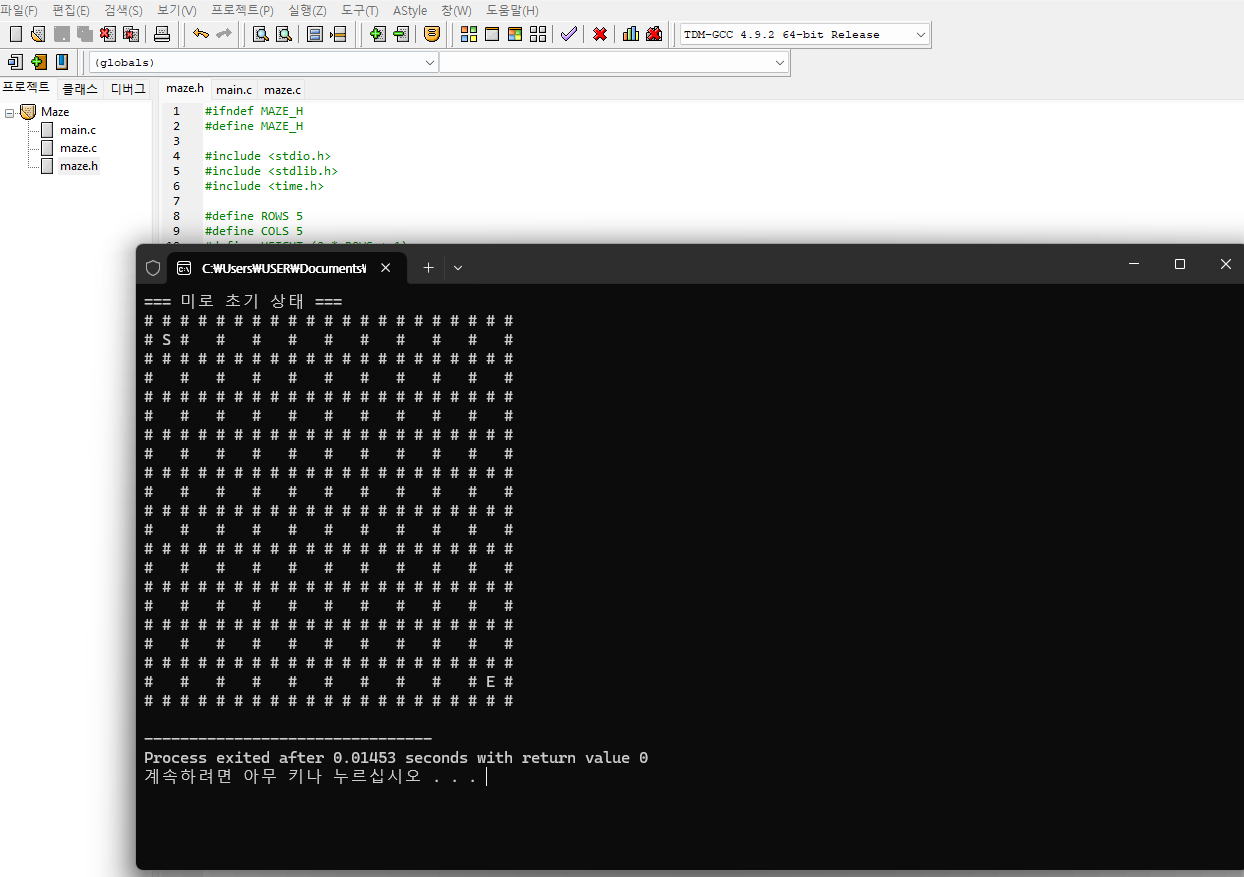 파일(F) 편집(E) 검색(S) 보기(V) 프로젝트(P) 실행(Z) 도구(T) AStyle 창(W) 도움말(H)
TDM-GCC 4.9.2 64-bit Release
(globals)
프로젝트 클래스 디버그
maze.h main.c maze.c
Maze
main.c
maze.c
maze.h
1 #ifndef MAZE_H
2 #define MAZE_H
3
4 #include <stdio.h>
5 #include <stdlib.h>
6 #include <time.h>
7
8 #define ROWS 5
9 #define COLS 5
C:₩Users₩USER₩Documents₩
=== 미로 초기 상태 ===
# # # # # # # # # # # # # # # # # # # # #
# S #   #   #   #   #   #   #   #   #   #
# # # # # # # # # # # # # # # # # # # # #
#   #   #   #   #   #   #   #   #   #   #
# # # # # # # # # # # # # # # # # # # # #
#   #   #   #   #   #   #   #   #   #   #
# # # # # # # # # # # # # # # # # # # # #
#   #   #   #   #   #   #   #   #   #   #
# # # # # # # # # # # # # # # # # # # # #
#   #   #   #   #   #   #   #   #   #   #
# # # # # # # # # # # # # # # # # # # # #
#   #   #   #   #   #   #   #   #   #   #
# # # # # # # # # # # # # # # # # # # # #
#   #   #   #   #   #   #   #   #   #   #
# # # # # # # # # # # # # # # # # # # # #
#   #   #   #   #   #   #   #   #   #   #
# # # # # # # # # # # # # # # # # # # # #
#   #   #   #   #   #   #   #   #   #   #
# # # # # # # # # # # # # # # # # # # # #
#   #   #   #   #   #   #   #   #   # E #
# # # # # # # # # # # # # # # # # # # # #
--------------------------------
Process exited after 0.01453 seconds with return value 0
계속하려면 아무 키나 누르십시오 . . .